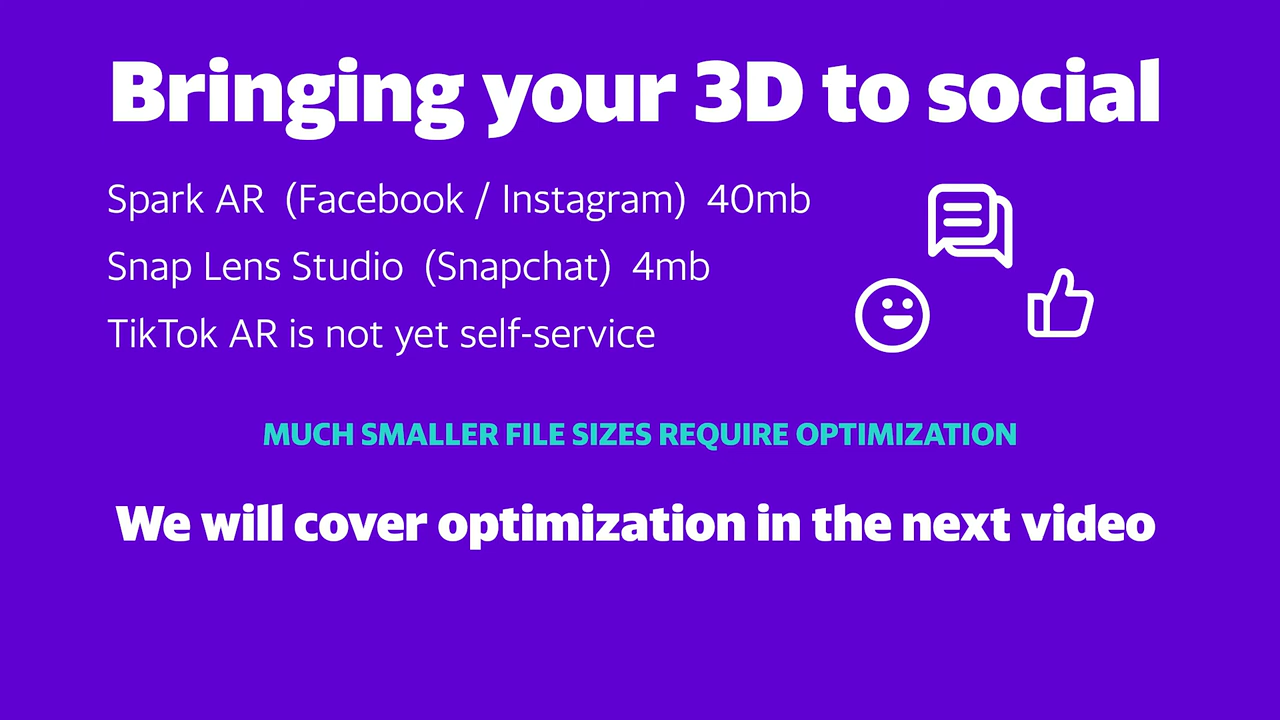 Bringing your 3D to social
Spark AR (Facebook / Instagram) 40mb
Snap Lens Studio (Snapchat) 4mb
TikTok AR is not yet self-service
MUCH SMALLER FILE SIZES REQUIRE OPTIMIZATION
We will cover optimization in the next video